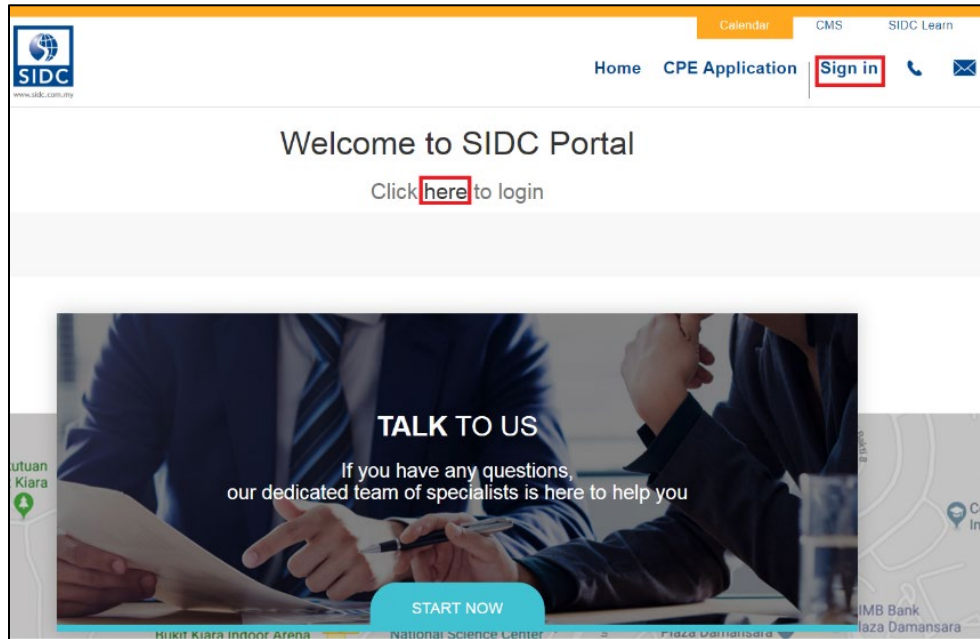 Calendar CMS SIDC Learn
SIDC
www.sidc.com.my
Home CPE Application Sign in
Welcome to SIDC Portal
Click here to login
TALK TO US
If you have any questions,
our dedicated team of specialists is here to help you
START NOW
utuan
Kiara
IMB Bank
laza Damansara
Bukit Kiara Indoor Arena
National Science Center
Plaza Damansara